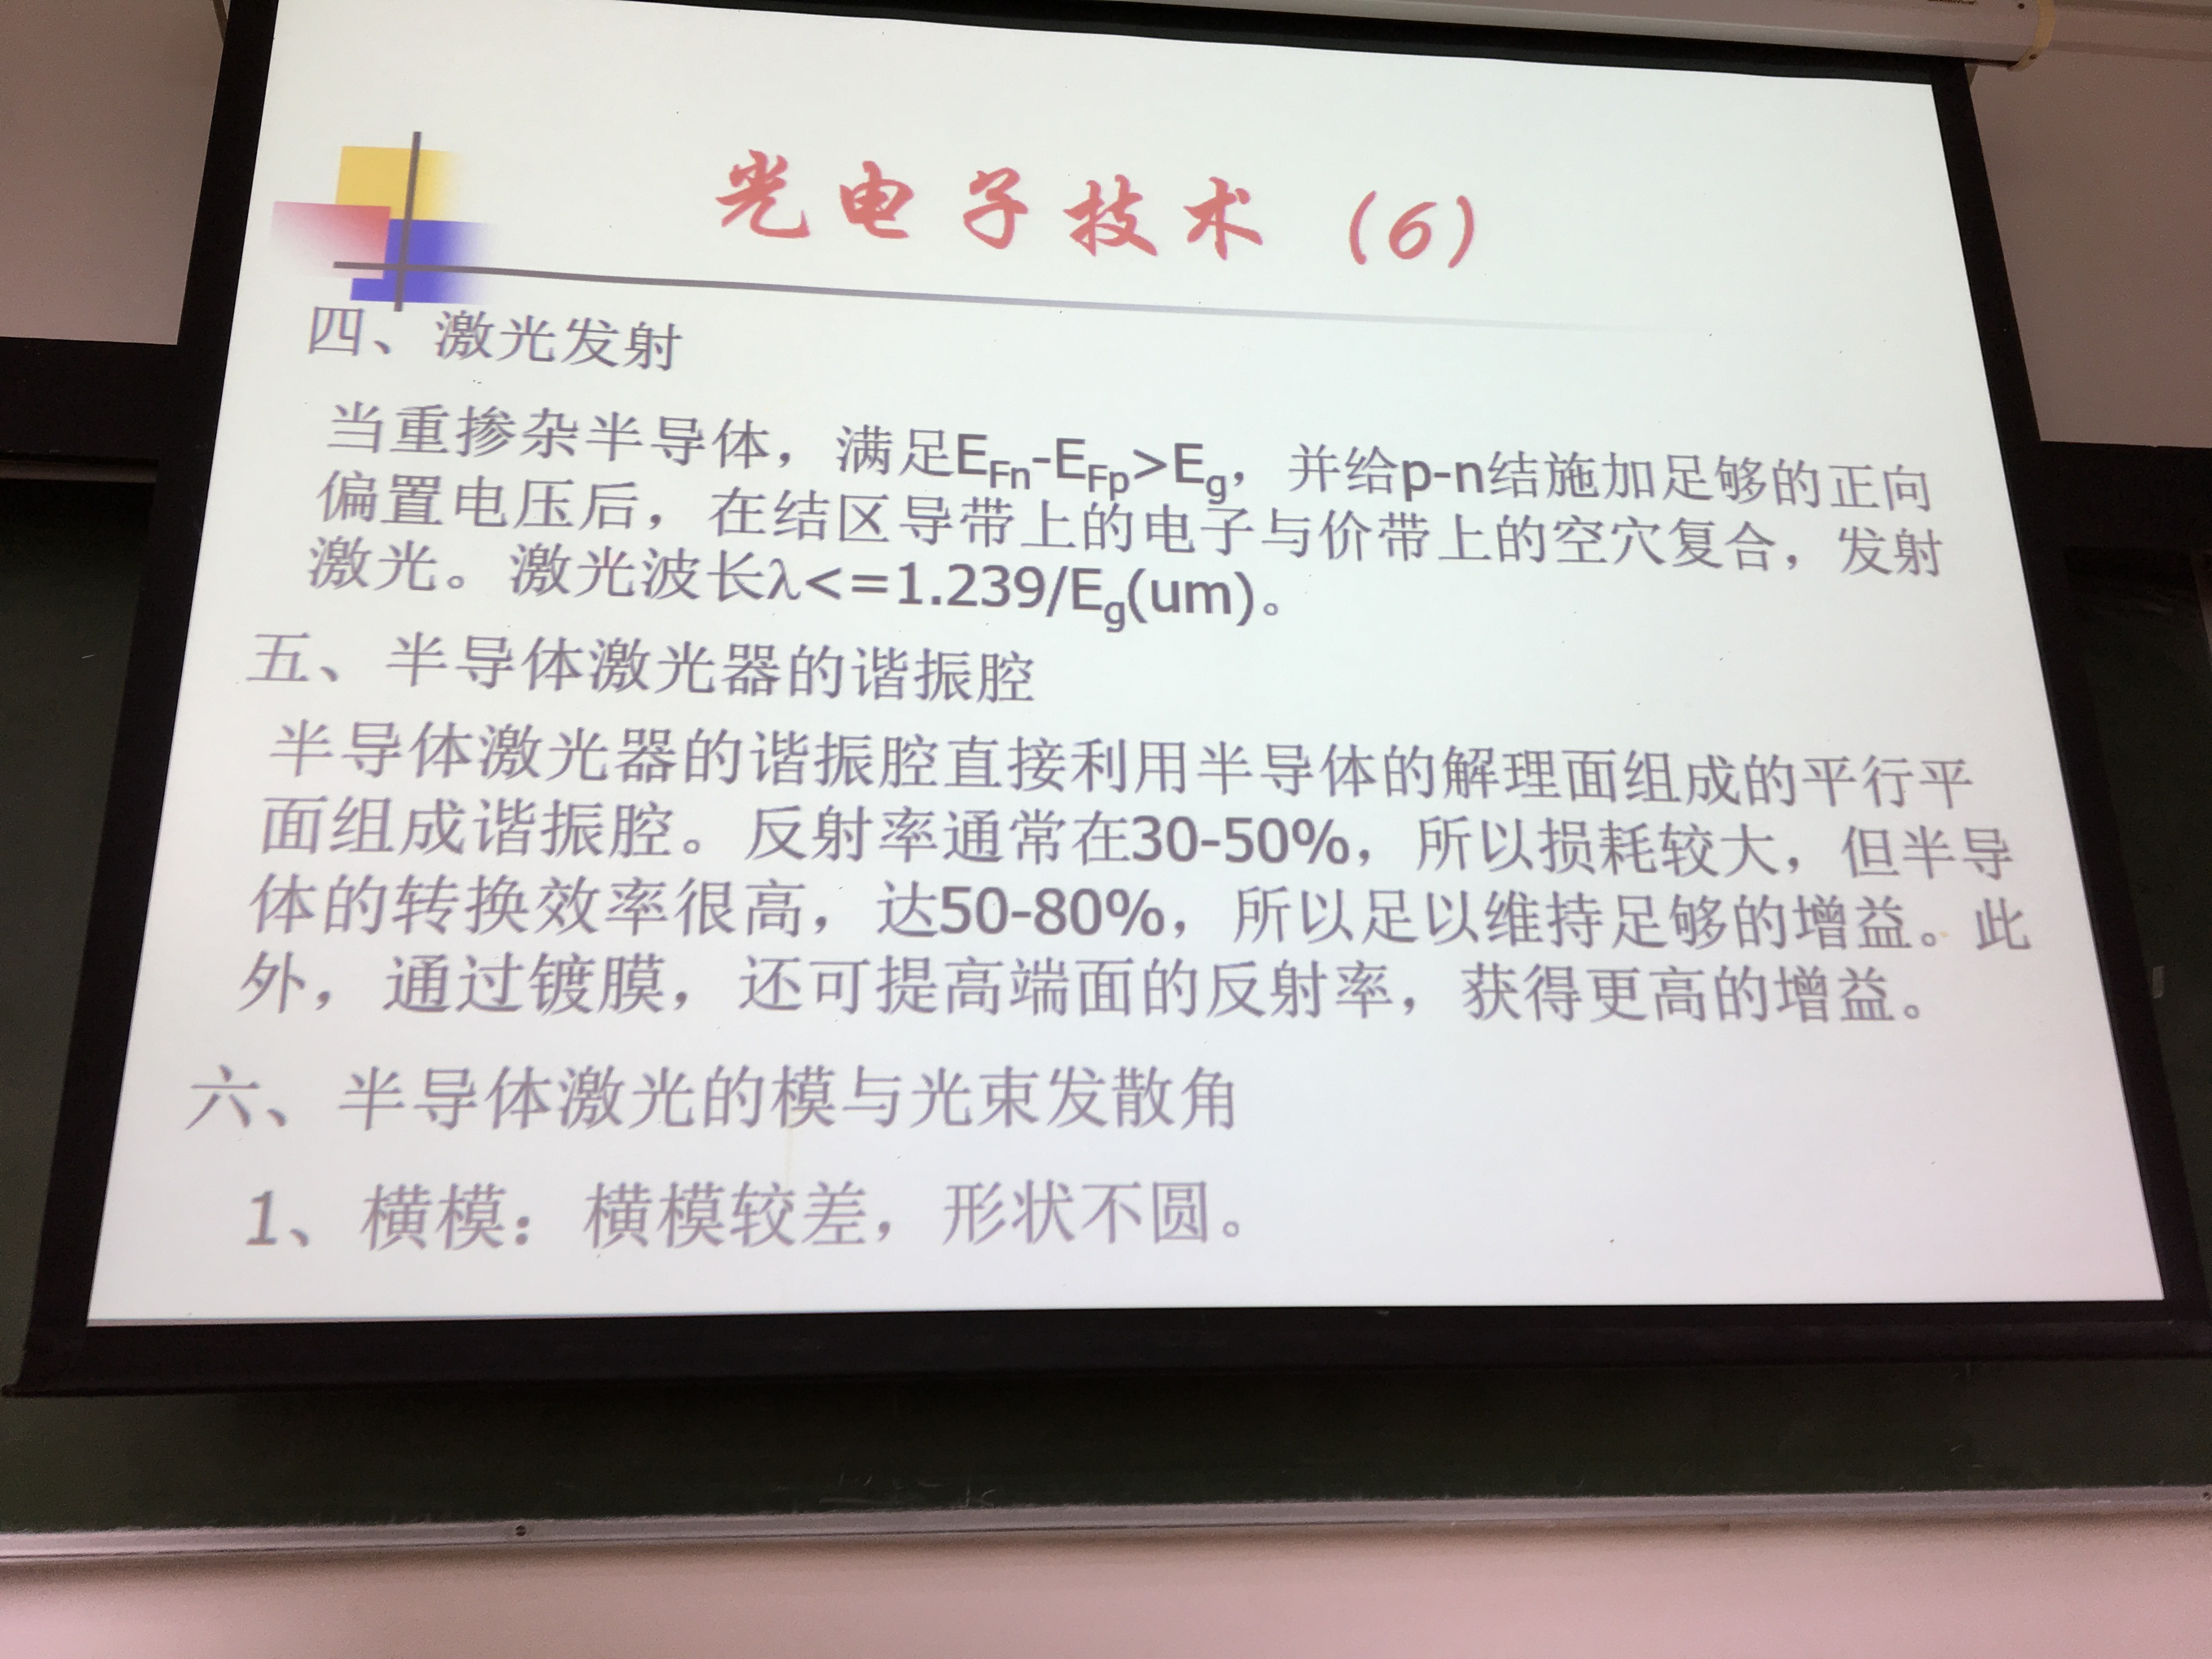 光电子技术（6）
四、激光发射
当重掺杂半导体，满足EFn-EFp>Eg，并给p-n结施加足够的正向
偏置电压后，在结区导带上的电子与价带上的空穴复合，发射
激光。激光波长λ<=1.239/Eg(um)。
五、半导体激光器的谐振腔
半导体激光器的谐振腔直接利用半导体的解理面组成的平行平
面组成谐振腔。反射率通常在30-50%，所以损耗较大，但半导
体的转换效率很高，达50-80%，所以足以维持足够的增益。此
外，通过镀膜，还可提高端面的反射率，获得更高的增益。
六、半导体激光的模与光束发散角
1、横模：横模较差，形状不圆。